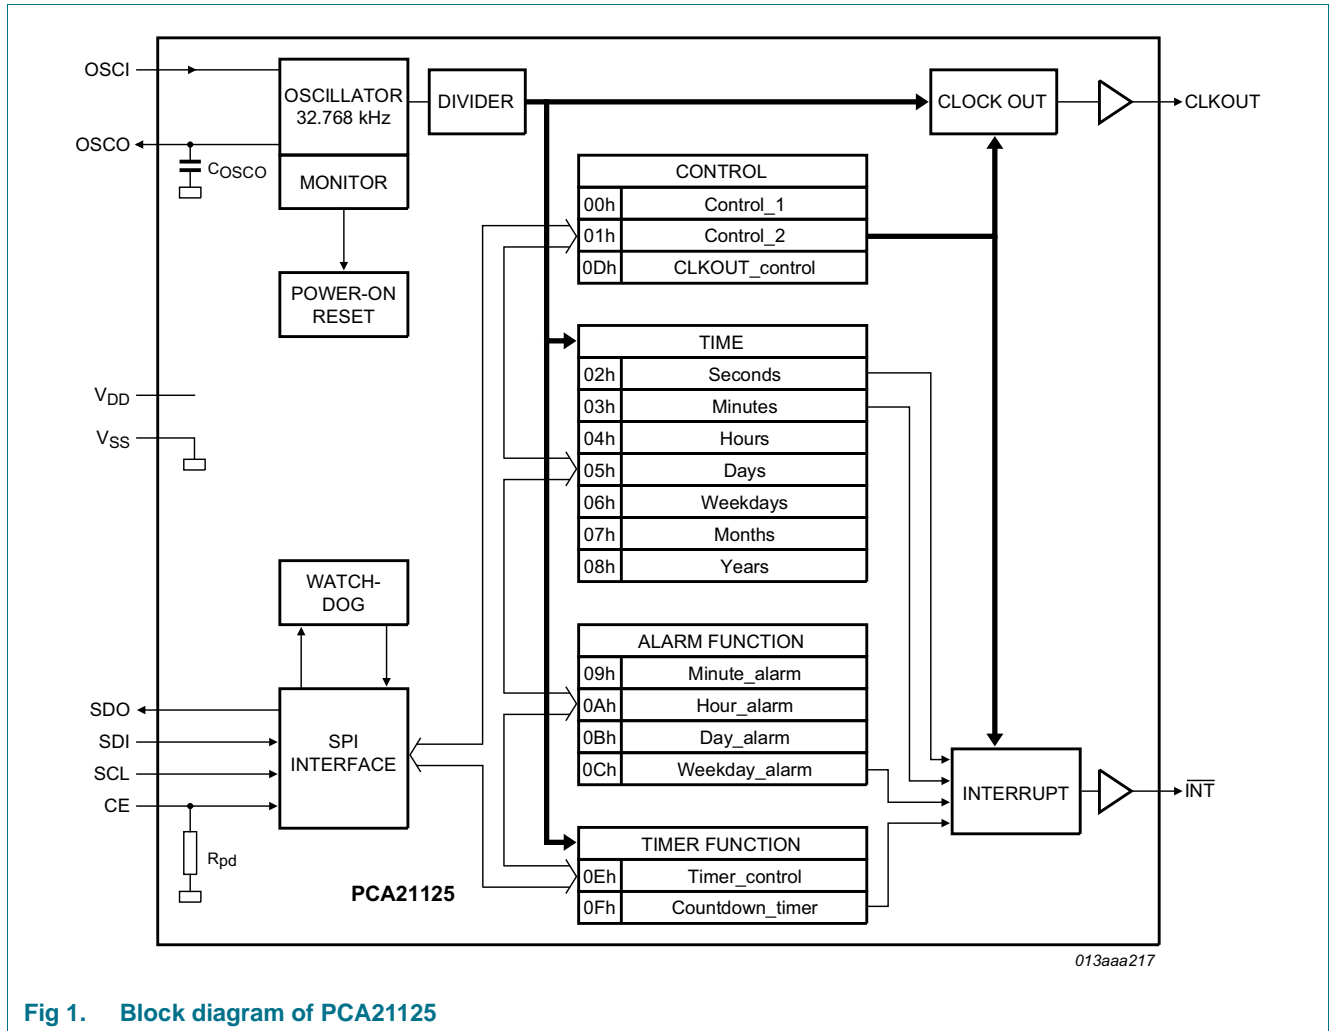 OSCI
OSCO
COSCO
OSCILLATOR
32.768 kHz
MONITOR
DIVIDER
CLOCK OUT
CLKOUT
POWER-ON
RESET
VDD
VSS
CONTROL
00h Control_1
01h Control_2
0Dh CLKOUT_control
TIME
02h Seconds
03h Minutes
04h Hours
05h Days
06h Weekdays
07h Months
08h Years
WATCH-
DOG
ALARM FUNCTION
09h Minute_alarm
0Ah Hour_alarm
0Bh Day_alarm
0Ch Weekday_alarm
SDO
SDI
SCL
CE
Rpd
SPI
INTERFACE
PCA21125
TIMER FUNCTION
0Eh Timer_control
0Fh Countdown_timer
INTERRUPT
INT
013aaa217
Fig 1. Block diagram of PCA21125